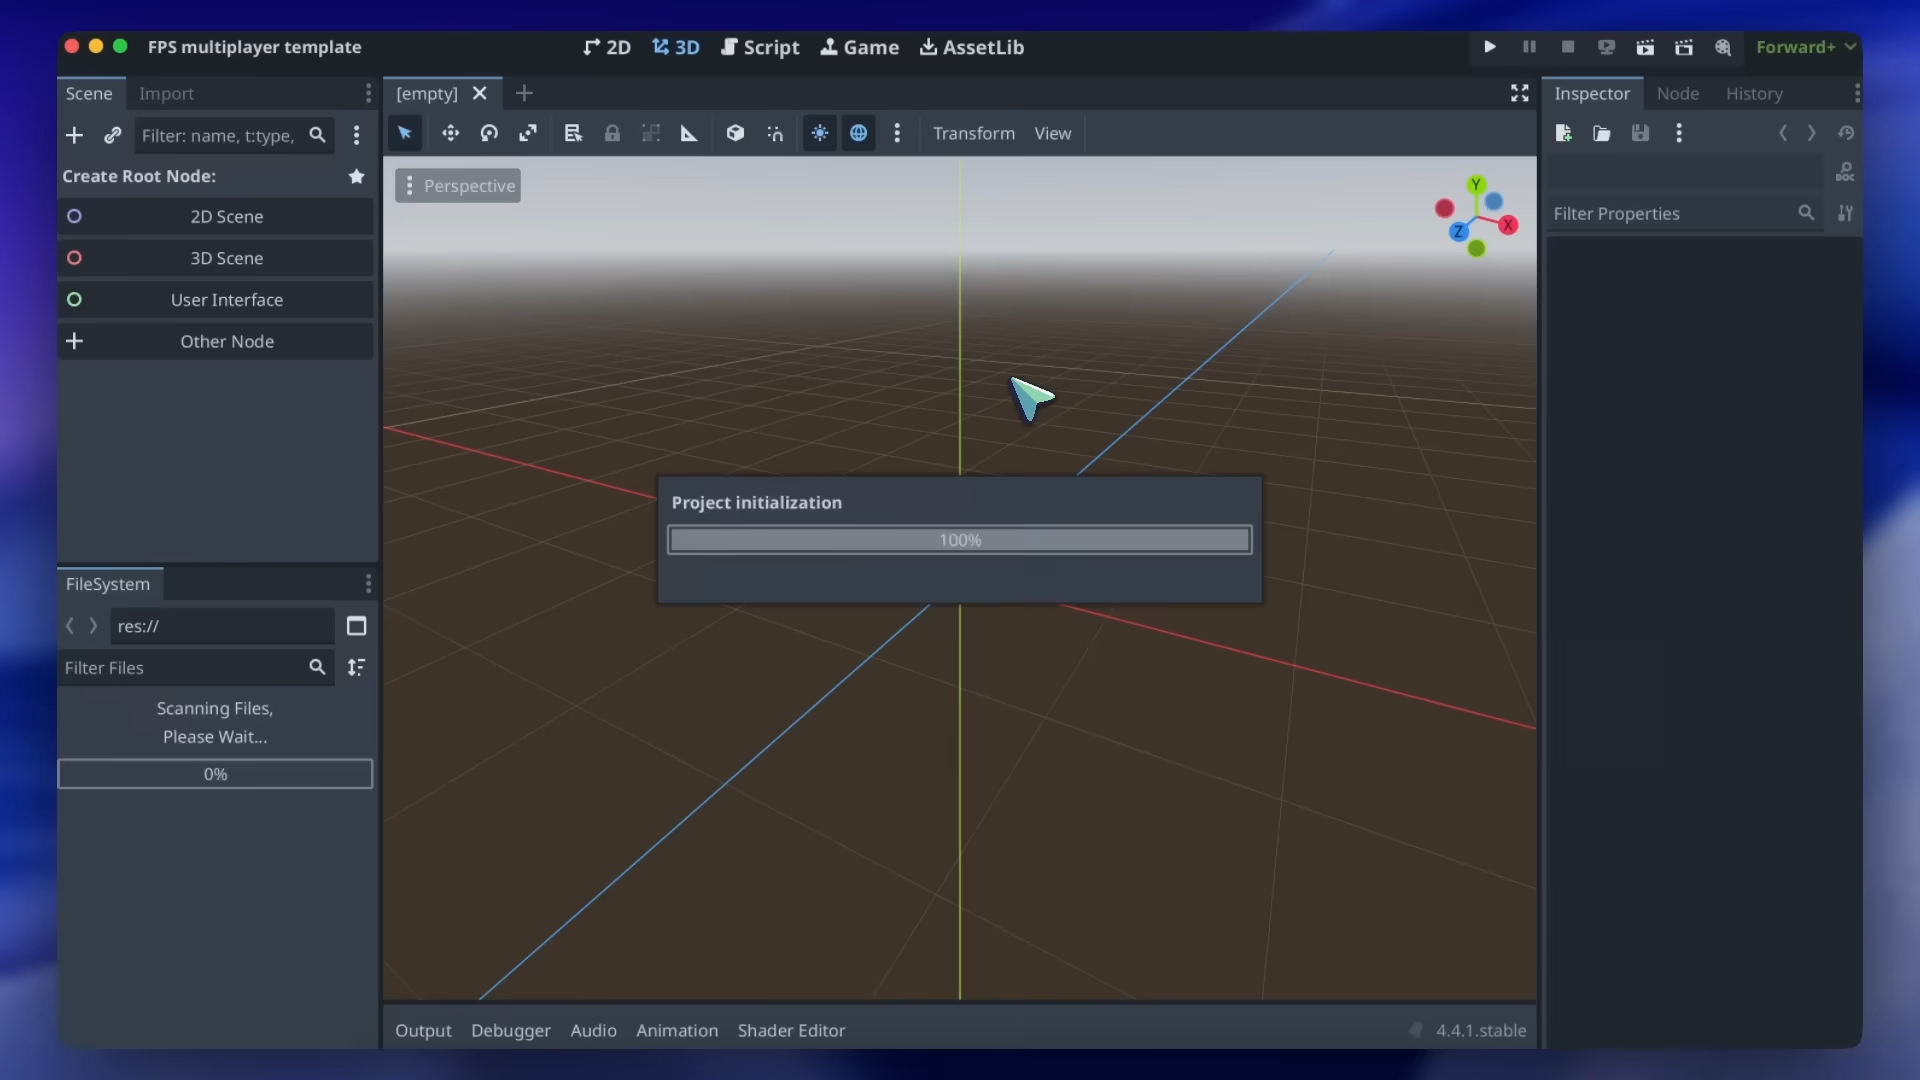 FPS multiplayer template
2D
3D
Script
Game
AssetLib
Forward+
Scene
Import
Filter: name, t:type,
Create Root Node:
2D Scene
3D Scene
User Interface
Other Node
[empty]
Transform
View
Perspective
Y
X
Z
Project initialization
100%
Inspector
Node
History
DOC
Filter Properties
FileSystem
res://
Filter Files
Scanning Files,
Please Wait...
0%
Output
Debugger
Audio
Animation
Shader Editor
4.4.1.stable